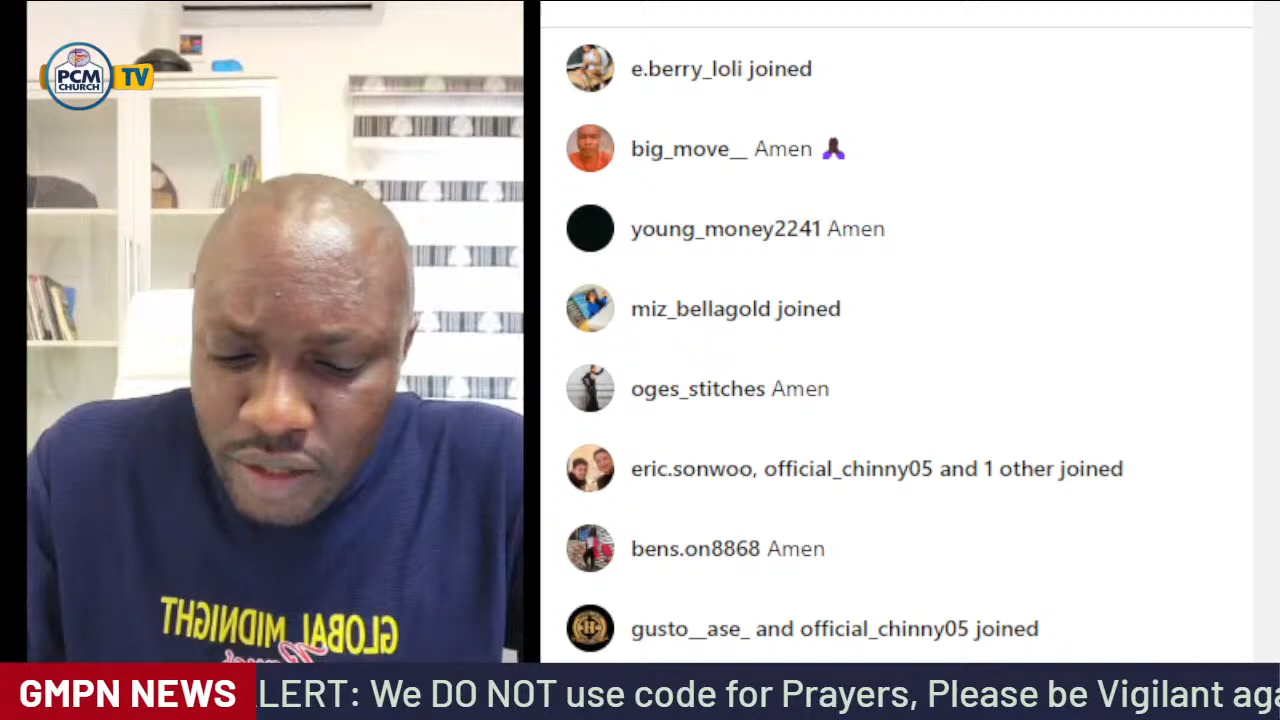 PCM
CHURCH
TV
e.berry_loli joined
big_move__ Amen
young_money2241 Amen
miz_bellagold joined
oges_stitches Amen
eric.sonwoo, official_chinny05 and 1 other joined
bens.on8868 Amen
gusto__ase_ and official_chinny05 joined
GLOBAL MIDNIGHT
GMPN NEWS
LERT: We DO NOT use code for Prayers, Please be Vigilant aga